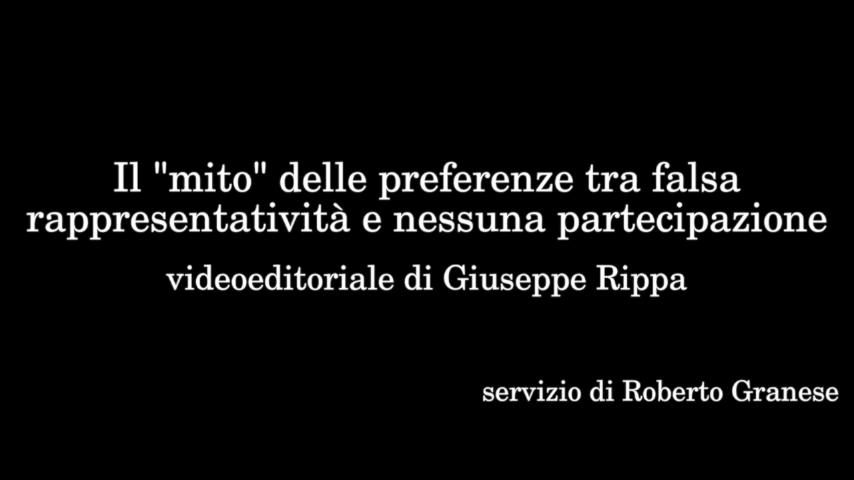 Il "mito" delle preferenze tra falsa
rappresentatività e nessuna partecipazione
videoeditoriale di Giuseppe Rippa
servizio di Roberto Granese